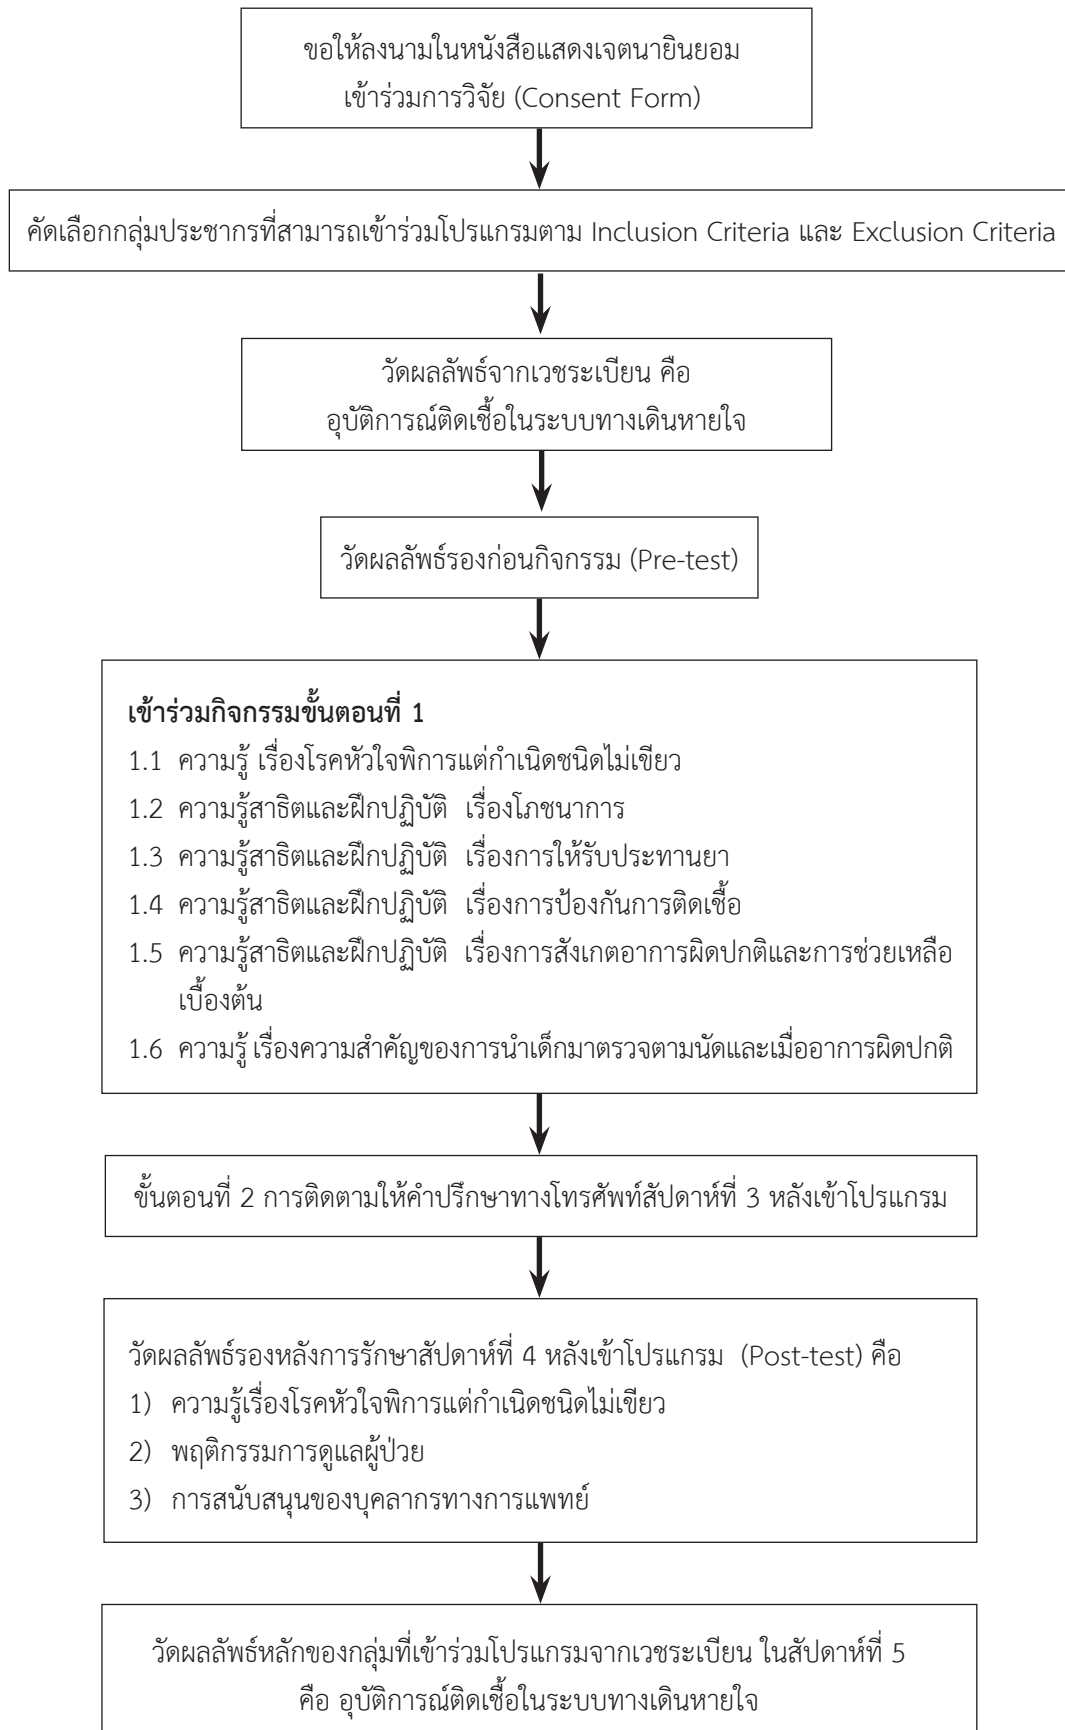 ขอให้ลงนามในหนังสือแสดงเจตนายินยอม
เข้าร่วมการวิจัย (Consent Form)
คัดเลือกกลุ่มประชากรที่สามารถเข้าร่วมโปรแกรมตาม Inclusion Criteria และ Exclusion Criteria
วัดผลลัพธ์จากเวชระเบียน คือ
อุบัติการณ์ติดเชื้อในระบบทางเดินหายใจ
วัดผลลัพธ์รองก่อนกิจกรรม (Pre-test)
เข้าร่วมกิจกรรมขั้นตอนที่ 1
1.1 ความรู้ เรื่องโรคหัวใจพิการแต่กำเนิดชนิดไม่เขียว
1.2 ความรู้สาธิตและฝึกปฏิบัติ เรื่องโภชนาการ
1.3 ความรู้สาธิตและฝึกปฏิบัติ เรื่องการให้รับประทานยา
1.4 ความรู้สาธิตและฝึกปฏิบัติ เรื่องการป้องกันการติดเชื้อ
1.5 ความรู้สาธิตและฝึกปฏิบัติ เรื่องการสังเกตอาการผิดปกติและการช่วยเหลือ
เบื้องต้น
1.6 ความรู้ เรื่องความสำคัญของการนำเด็กมาตรวจตามนัดและเมื่ออาการผิดปกติ
ขั้นตอนที่ 2 การติดตามให้คำปรึกษาทางโทรศัพท์สัปดาห์ที่ 3 หลังเข้าโปรแกรม
วัดผลลัพธ์รองหลังการรักษาสัปดาห์ที่ 4 หลังเข้าโปรแกรม (Post-test) คือ
1) ความรู้เรื่องโรคหัวใจพิการแต่กำเนิดชนิดไม่เขียว
2) พฤติกรรมการดูแลผู้ป่วย
3) การสนับสนุนของบุคลากรทางการแพทย์
วัดผลลัพธ์หลักของกลุ่มที่เข้าร่วมโปรแกรมจากเวชระเบียน ในสัปดาห์ที่ 5
คือ อุบัติการณ์ติดเชื้อในระบบทางเดินหายใจ